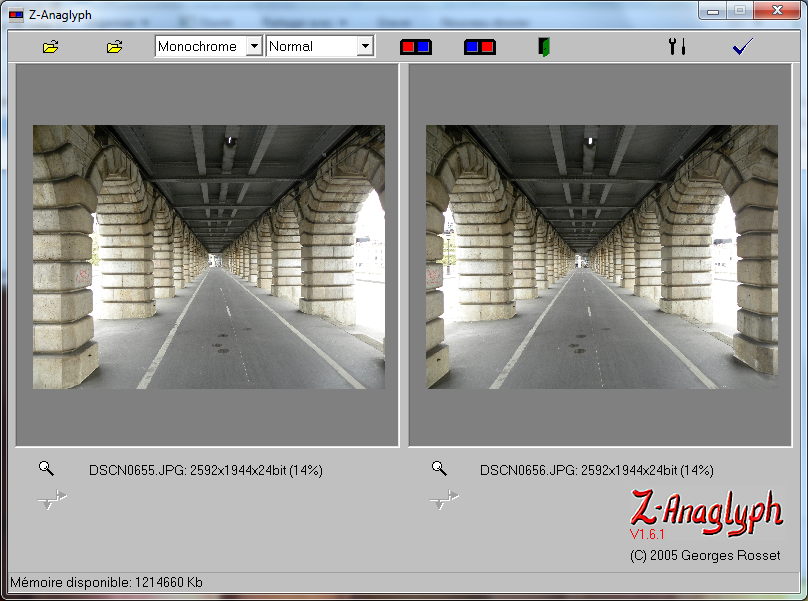 Z-Anaglyph
Monochrome Normal
DSCN0655.JPG: 2592x1944x24bit (14%)
DSCN0656.JPG: 2592x1944x24bit (14%)
Z-Anaglyph
V1.6.1
(C) 2005 Georges Rosset
Mémoire disponible: 1214660 Kb